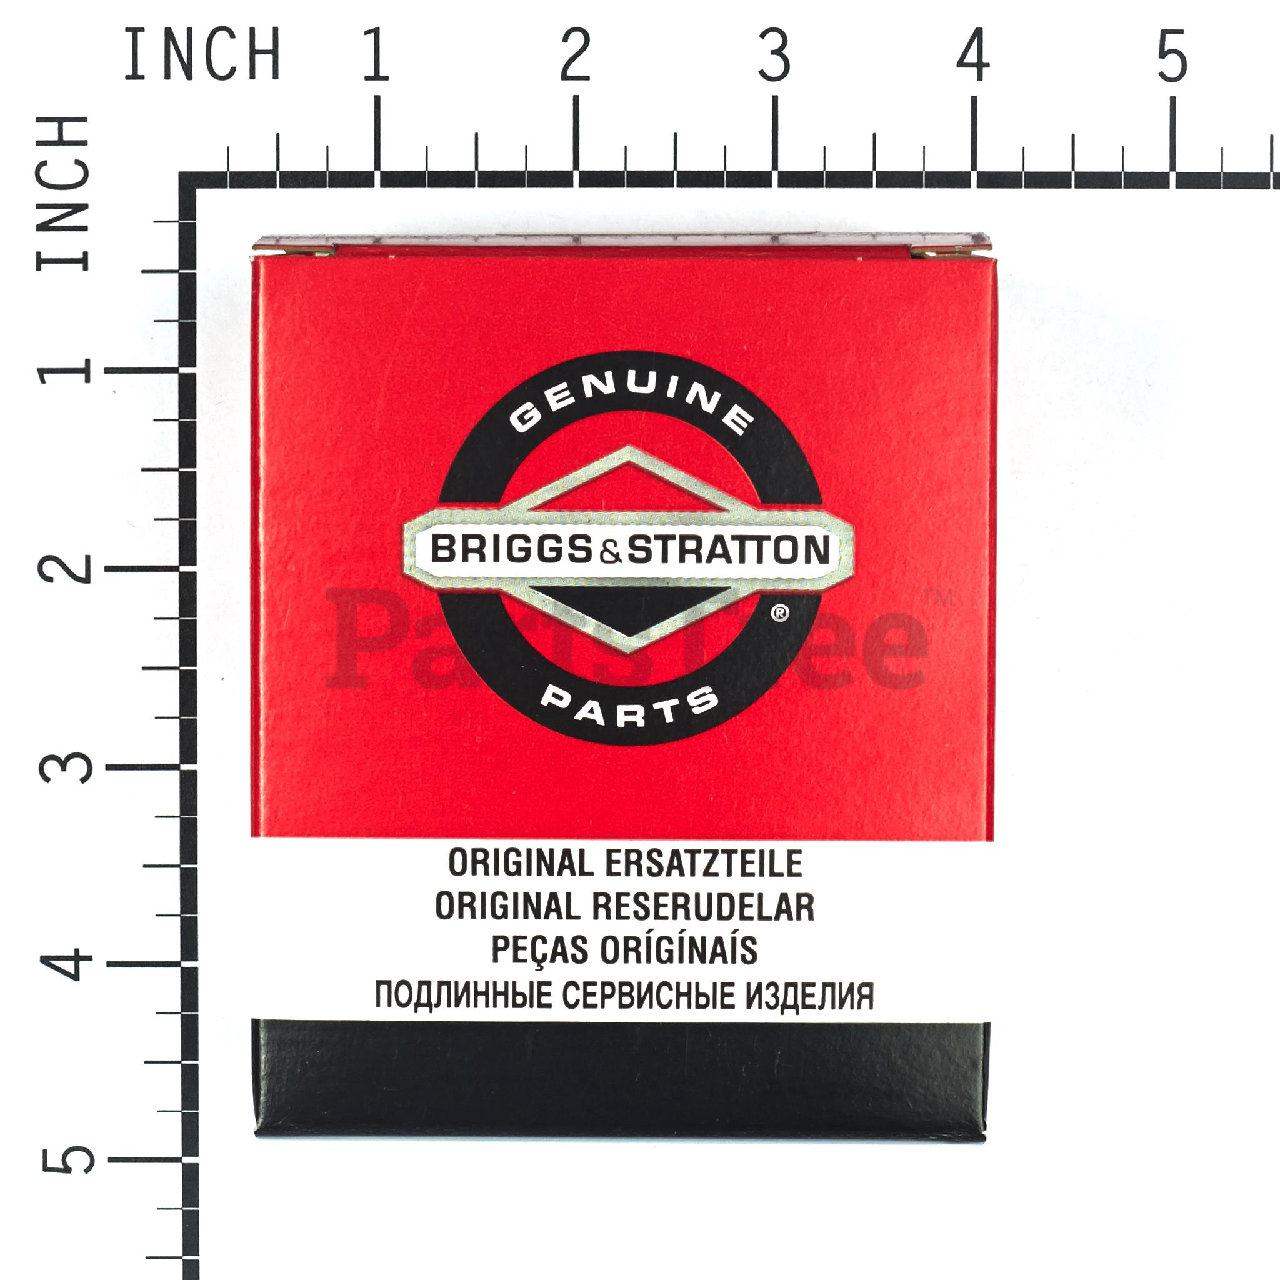 INCH 1 2 3 4 5
INCH
1
2
3
4
5
GENUINE
BRIGGS & STRATTON
®
PartsTree™
PARTS
ORIGINAL ERSATZTEILE
ORIGINAL RESERUDELAR
PEÇAS ORÍGÍNAÍS
ПОДЛИННЫЕ СЕРВИСНЫЕ ИЗДЕЛИЯ